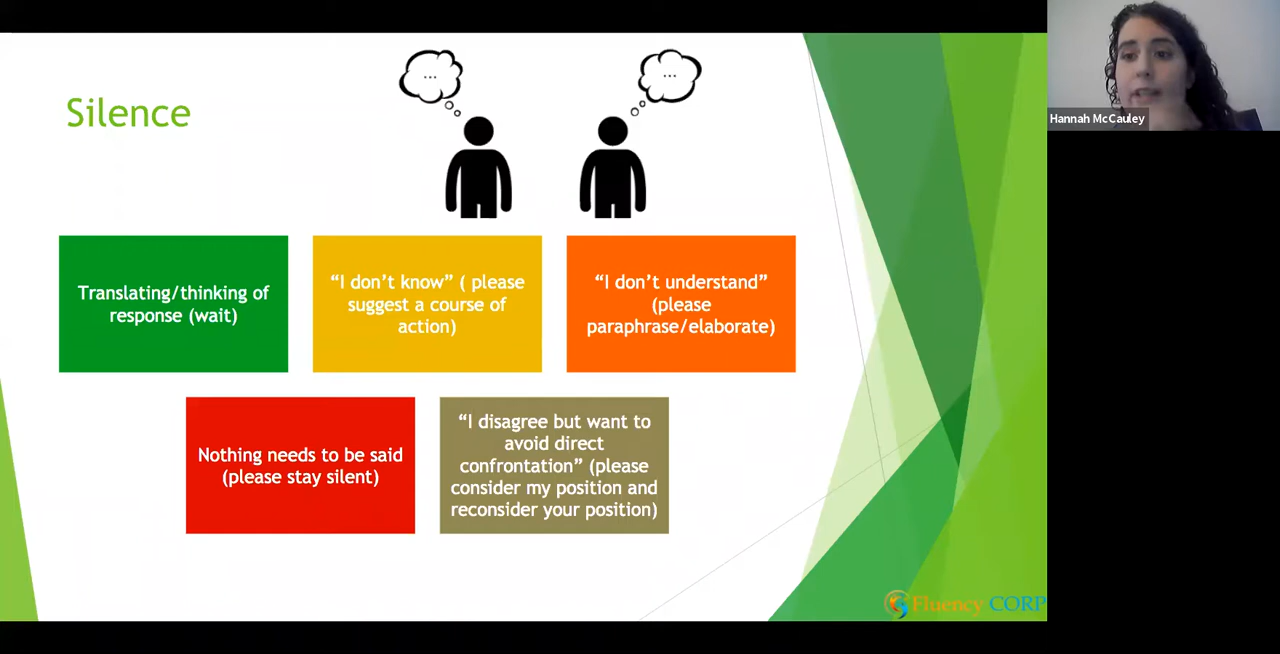 Silence
...
...
Translating/thinking of
response (wait)
“I don’t know” ( please
suggest a course of
action)
“I don’t understand”
(please
paraphrase/elaborate)
Nothing needs to be said
(please stay silent)
“I disagree but want to
avoid direct
confrontation” (please
consider my position and
reconsider your position)
Fluency CORP
Hannah McCauley